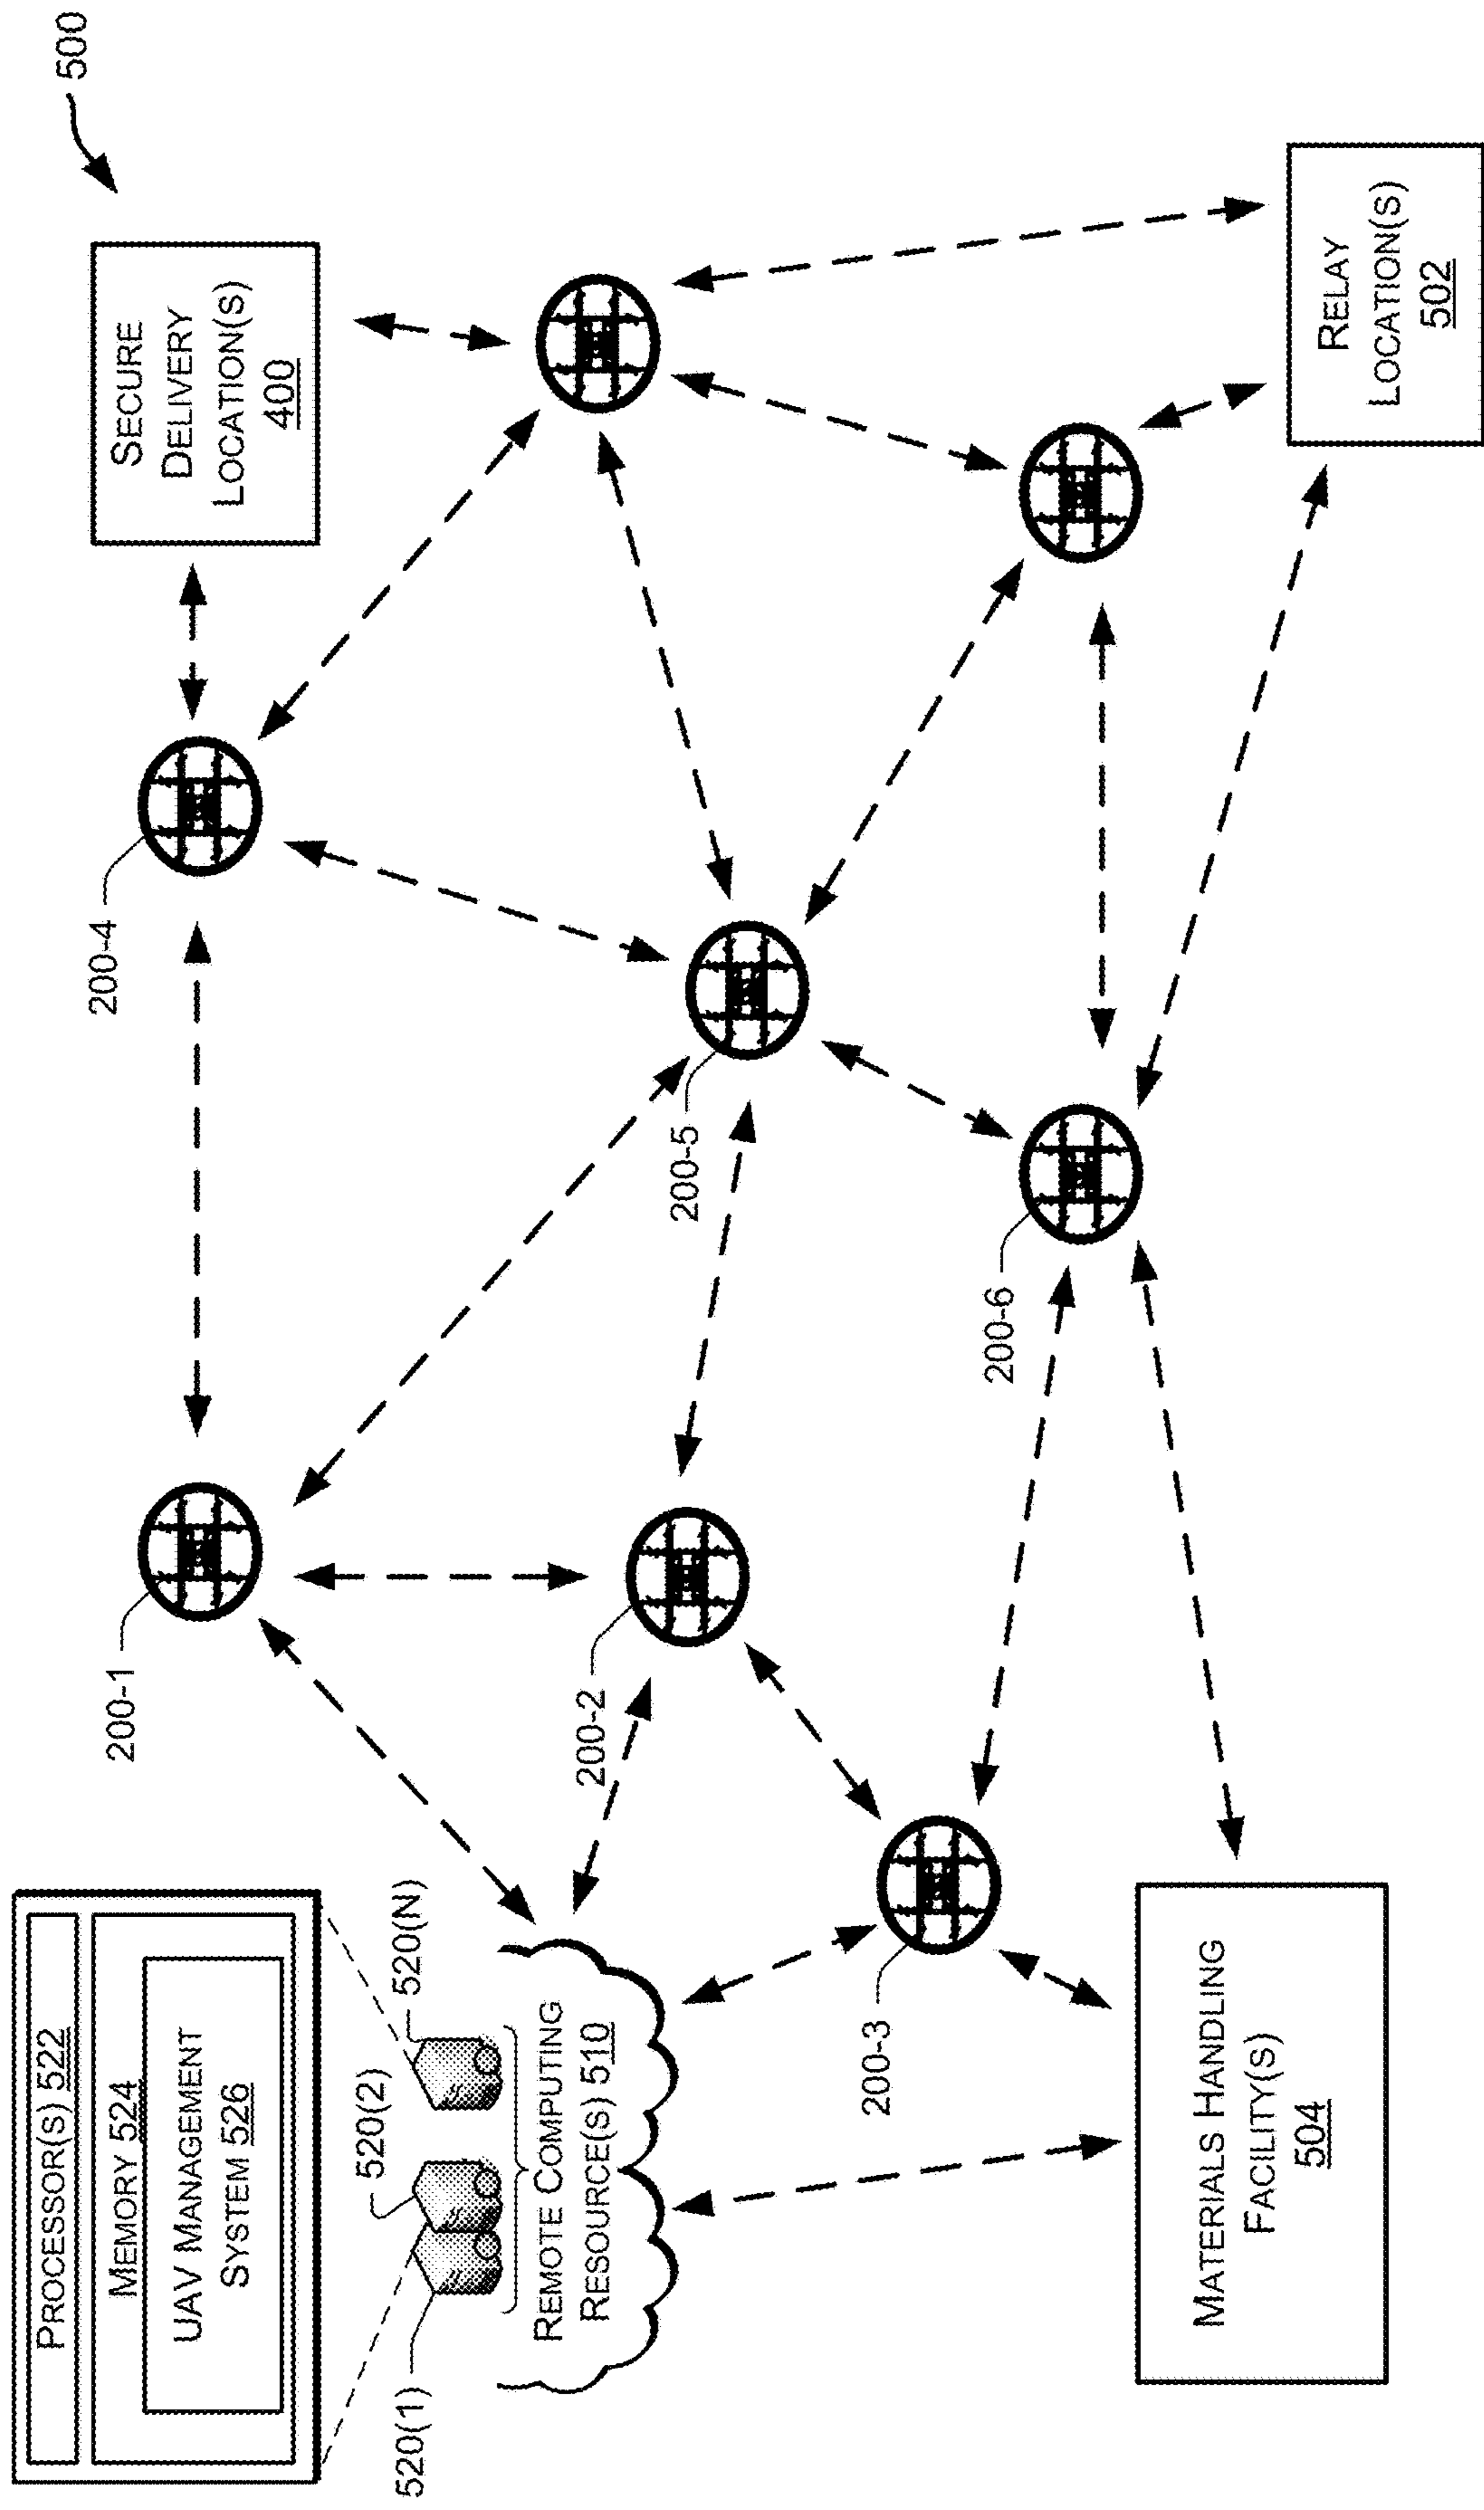 500
PROCESSOR(S) 522
MEMORY 524
UAV MANAGEMENT
SYSTEM 526
520(1)
520(2)
520(N)
REMOTE COMPUTING
RESOURCE(S) 510
200-1
200-2
200-3
200-4
200-5
200-6
SECURE
DELIVERY
LOCATION(S)
400
MATERIALS HANDLING
FACILITY(S)
504
RELAY
LOCATION(S)
502